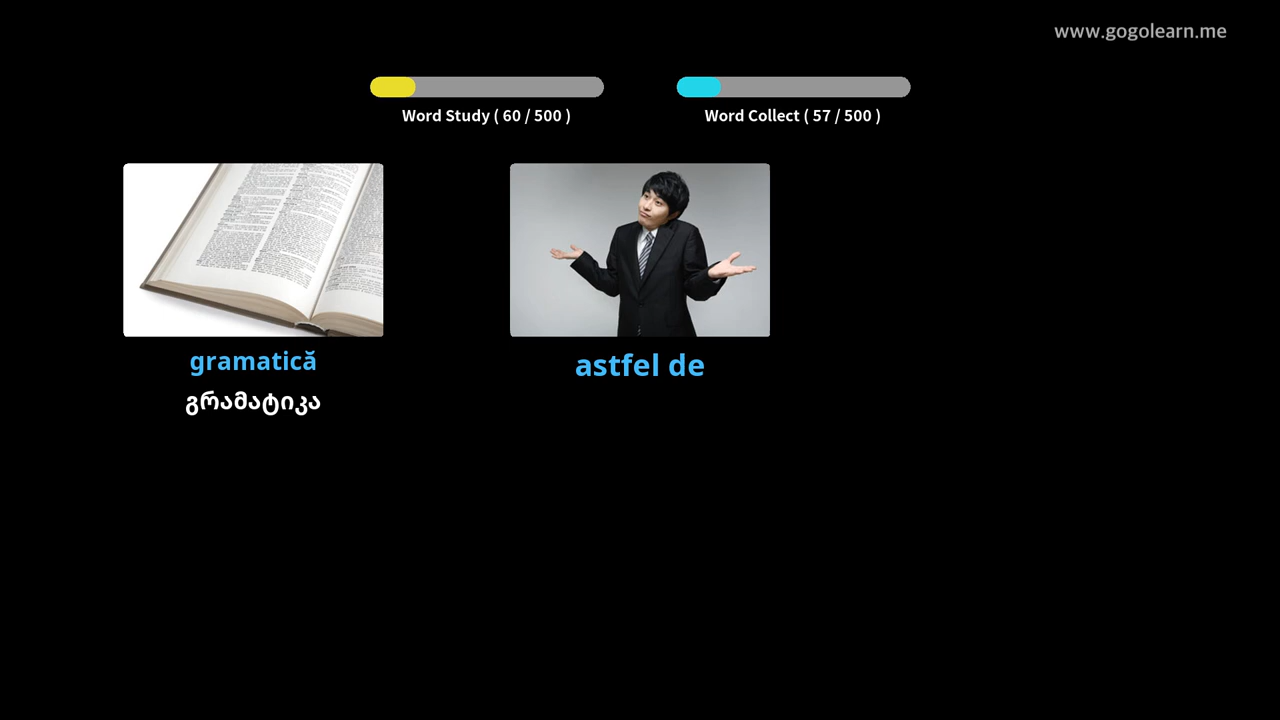 www.gogolearn.me
Word Study ( 60 / 500 )
Word Collect ( 57 / 500 )
gramatică
გრამატიკა
astfel de